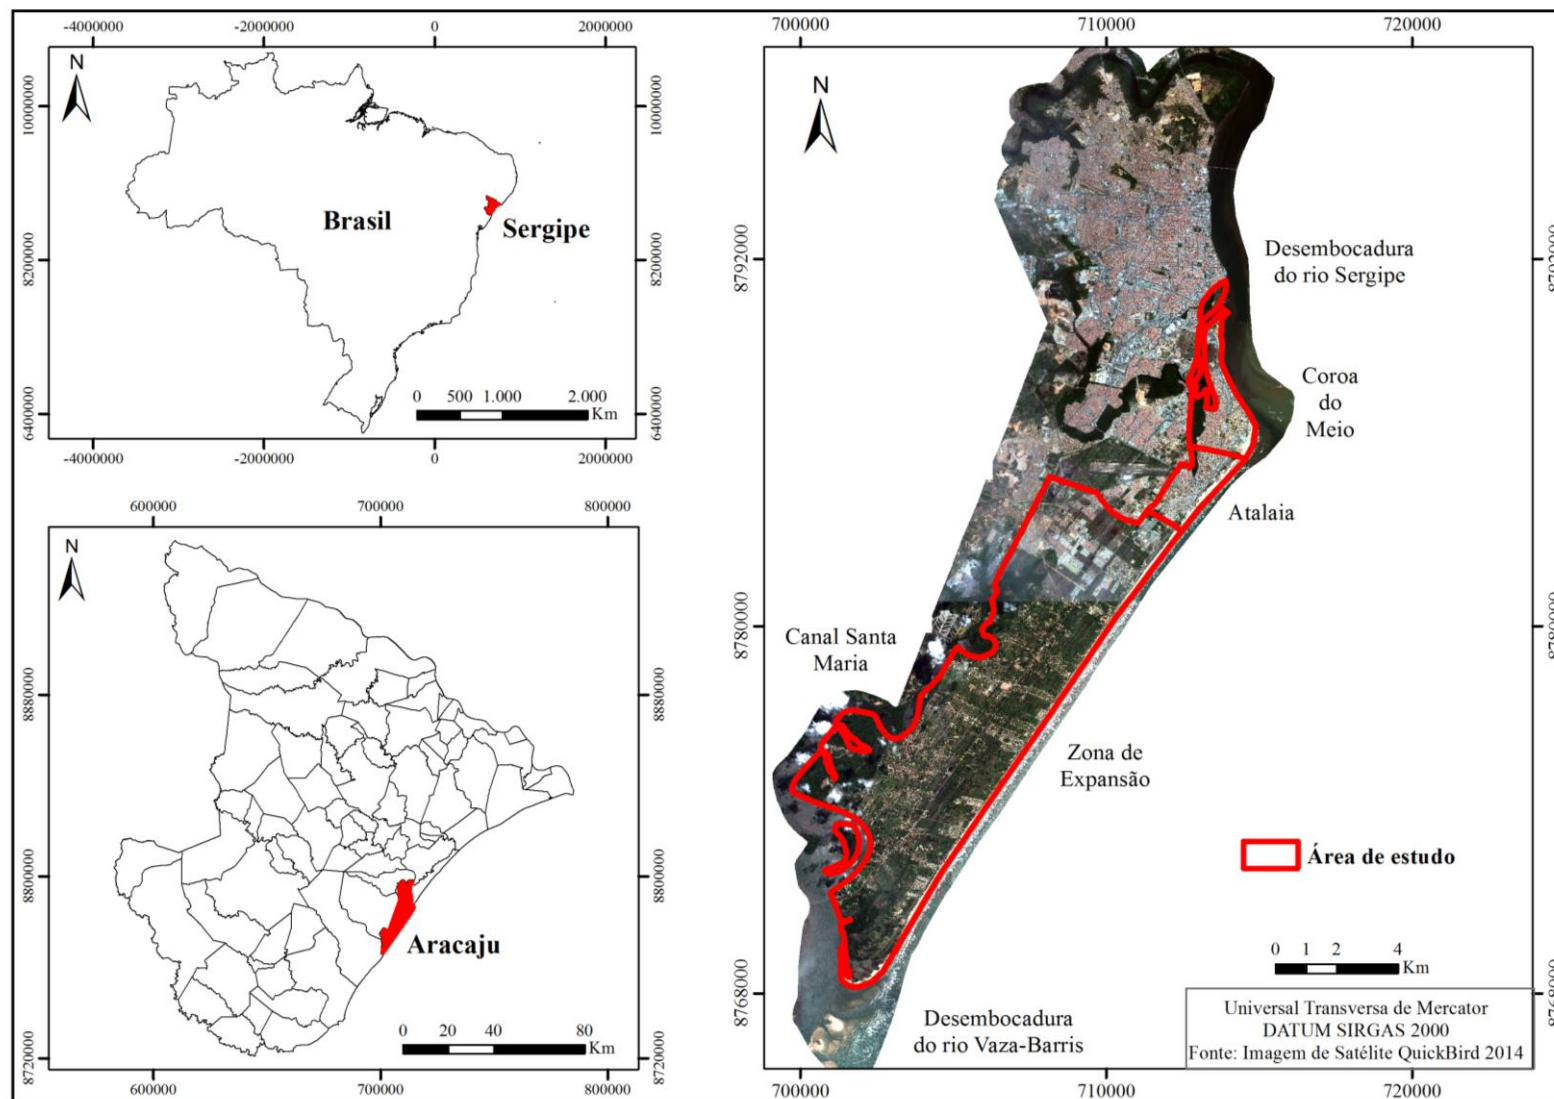 -4000000
-2000000
0
2000000
N
10000000
10000000
Brasil
Sergipe
8200000
8200000
0 500 1.000 2.000
Km
6400000
6400000
-4000000
-2000000
0
2000000
600000
700000
800000
N
8880000
8880000
8800000
8800000
Aracaju
0 20 40 80
Km
8720000
8720000
600000
700000
800000
700000
710000
720000
N
8792000
8792000
Desembocadura
do rio Sergipe
Coroa
do
Meio
Atalaia
8780000
8780000
Canal Santa
Maria
Zona de
Expansão
Área de estudo
0 1 2 4
Km
8768000
8768000
Desembocadura
do rio Vaza-Barris
Universal Transversa de Mercator
DATUM SIRGAS 2000
Fonte: Imagem de Satélite QuickBird 2014
700000
710000
720000